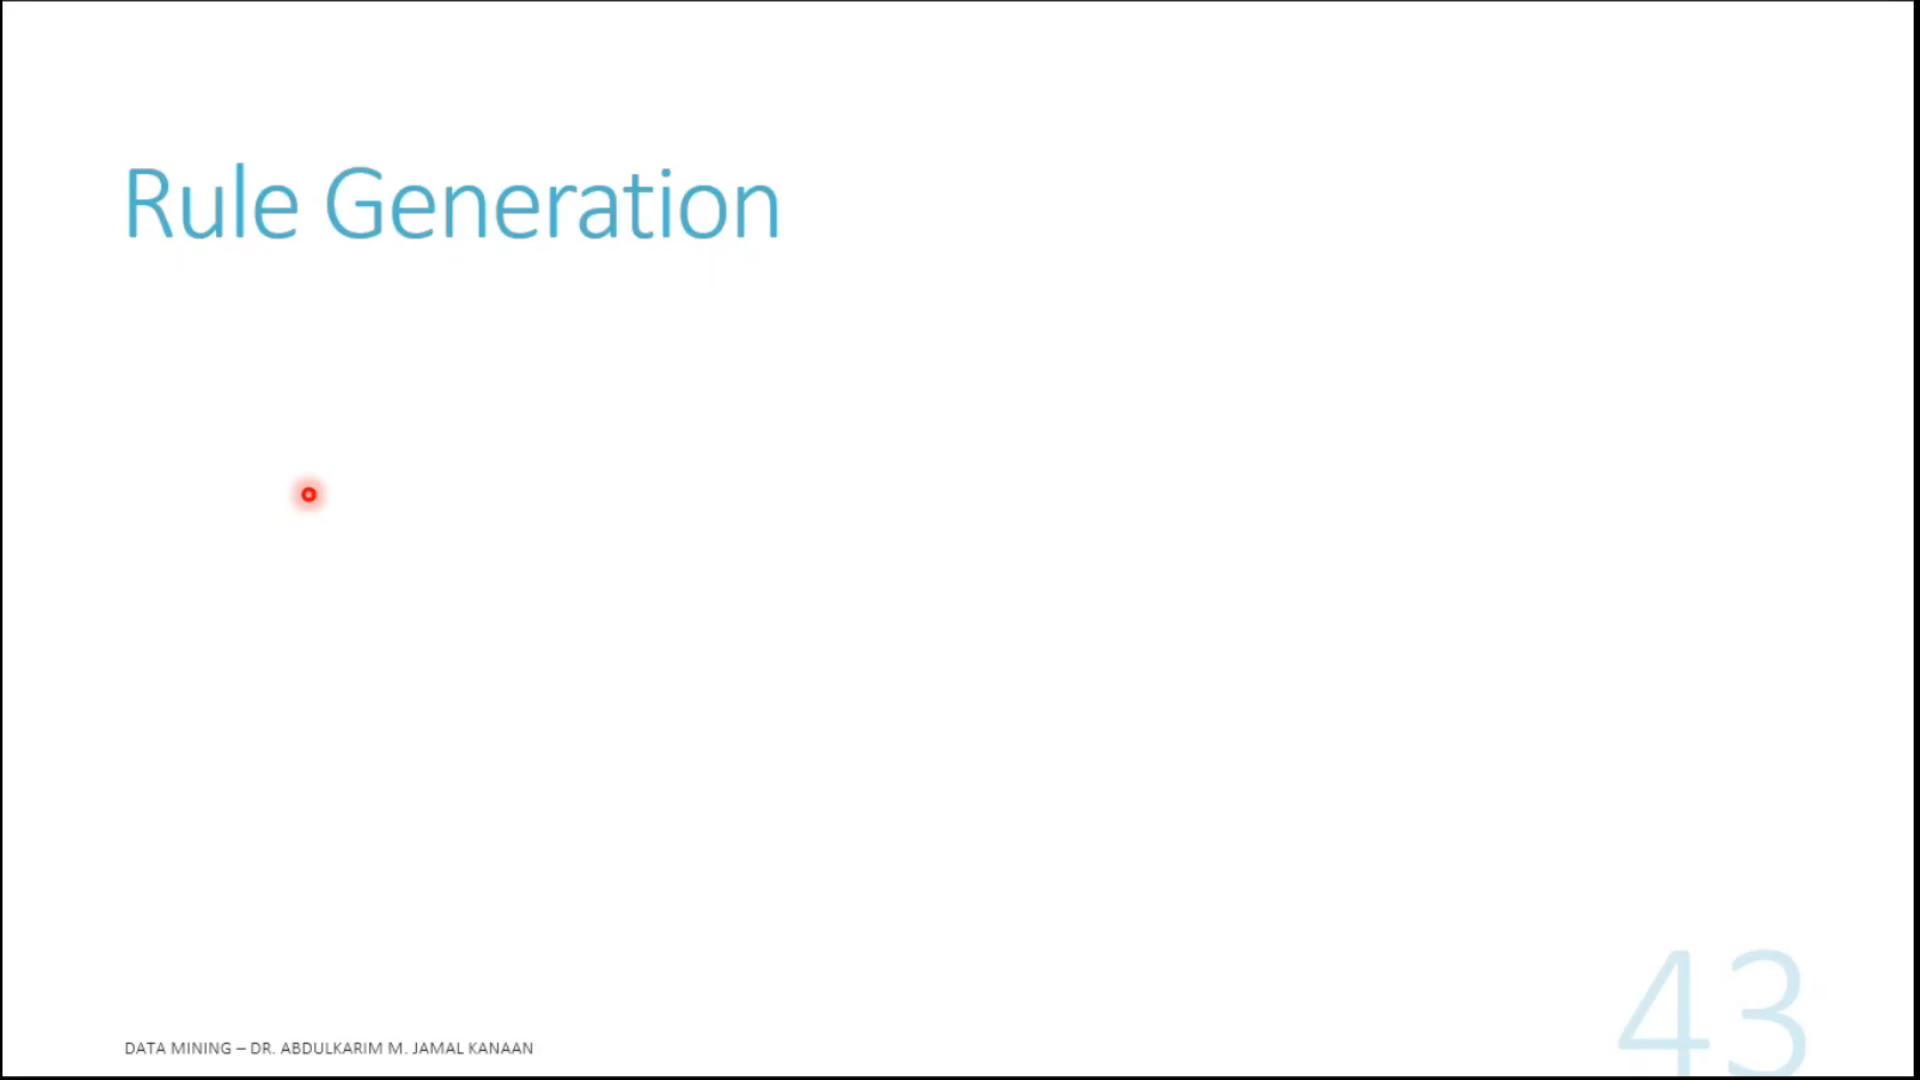 Rule Generation
DATA MINING – DR. ABDULKARIM M. JAMAL KANAAN
43